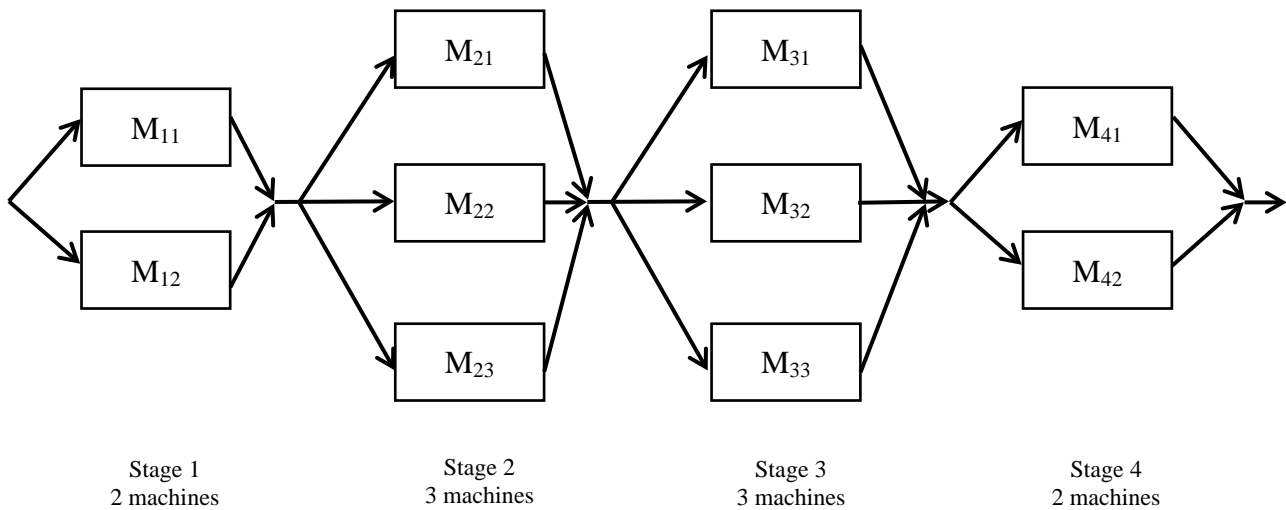 M₁₁
M₁₂
M₂₁
M₂₂
M₂₃
M₃₁
M₃₂
M₃₃
M₄₁
M₄₂
Stage 1
2 machines
Stage 2
3 machines
Stage 3
3 machines
Stage 4
2 machines